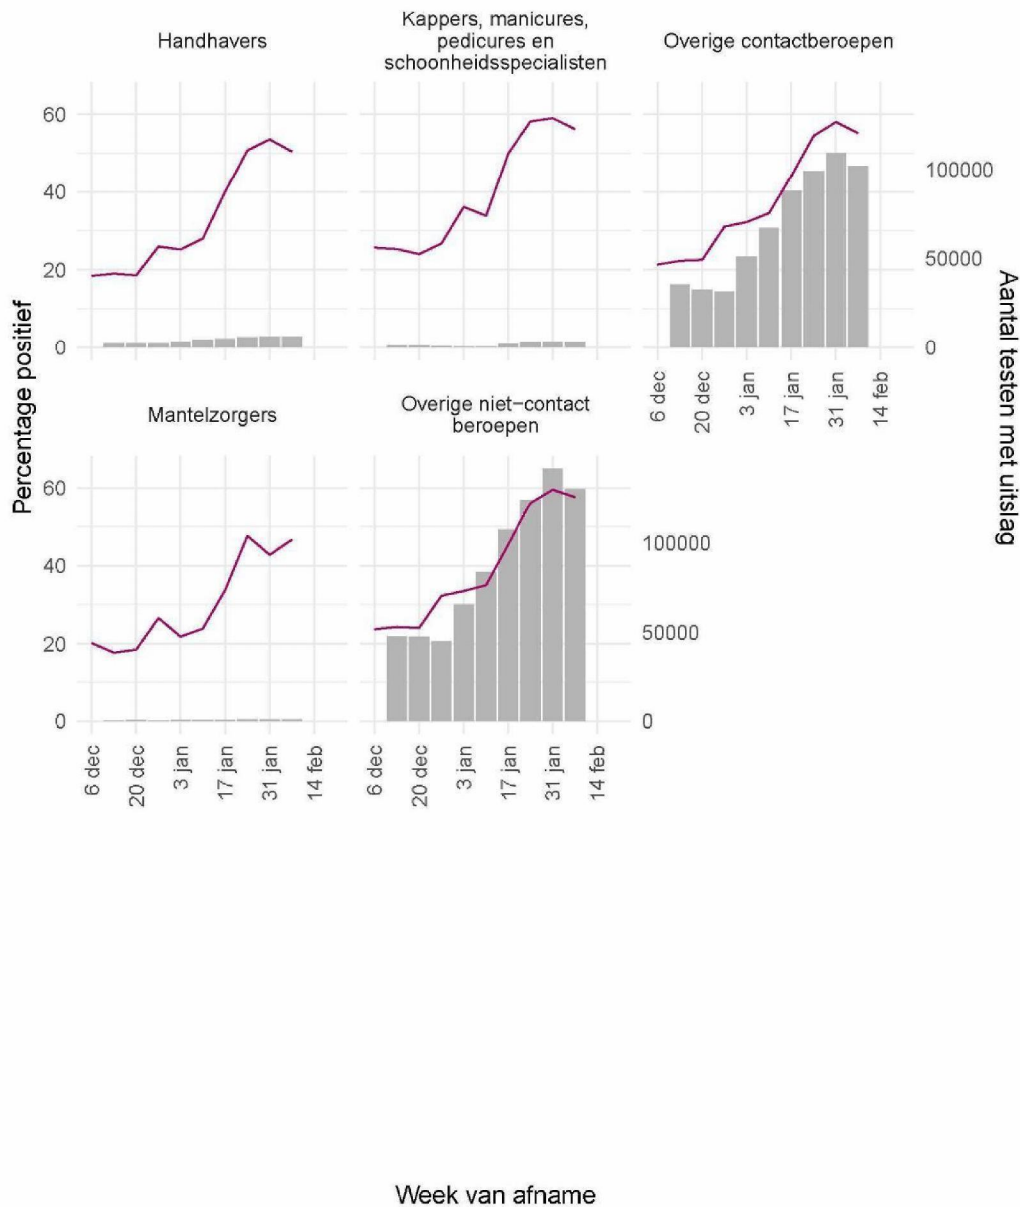 Handhavers
Kappers, manicures,
pedicures en
schoonheidsspecialisten
Overige contactberoepen
60
40
20
0
100000
50000
0
6 dec
20 dec
3 jan
17 jan
31 jan
14 feb
Mantelzorgers
Overige niet-contact
beroepen
60
40
20
0
100000
50000
0
6 dec
20 dec
3 jan
17 jan
31 jan
14 feb
6 dec
20 dec
3 jan
17 jan
31 jan
14 feb
Percentage positief
Aantal testen met uitslag
Week van afname